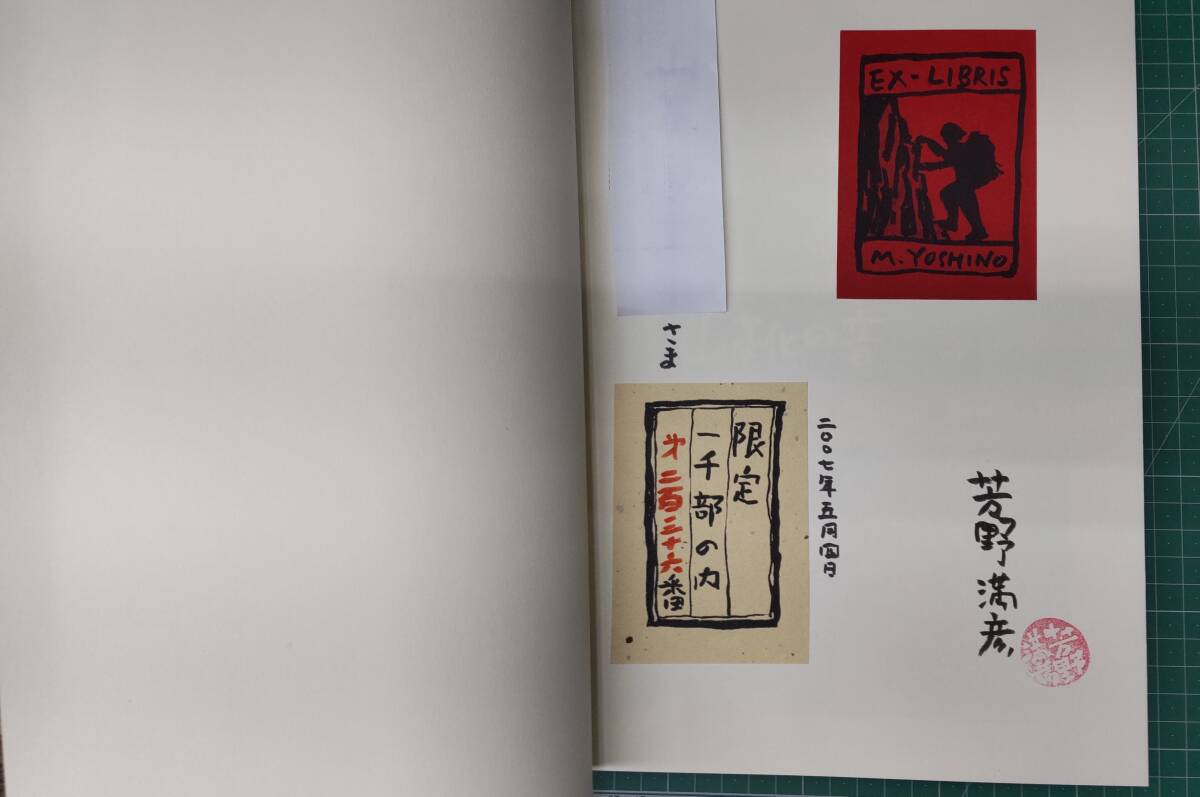 EX-LIBRIS
M. YOSHINO
芳野満彦
二〇〇七年五月四日
さま
限定
一千部の内
第二百三十六番